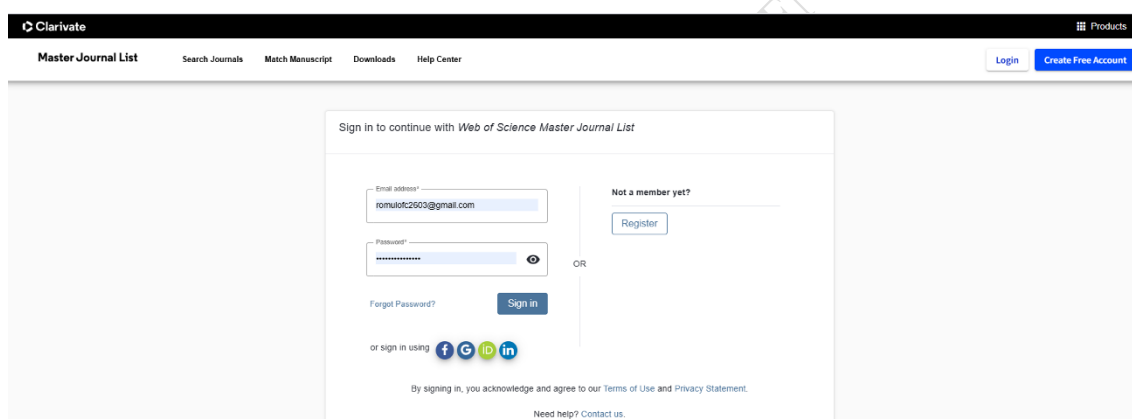 Clarivate Products
Master Journal List Search Journals Match Manuscript Downloads Help Center Login Create Free Account
Sign in to continue with Web of Science Master Journal List
Email address*
romulofc2603@gmail.com
Password*
Forgot Password? Sign in
or sign in using f G iD in
OR
Not a member yet?
Register
By signing in, you acknowledge and agree to our Terms of Use and Privacy Statement.
Need help? Contact us.